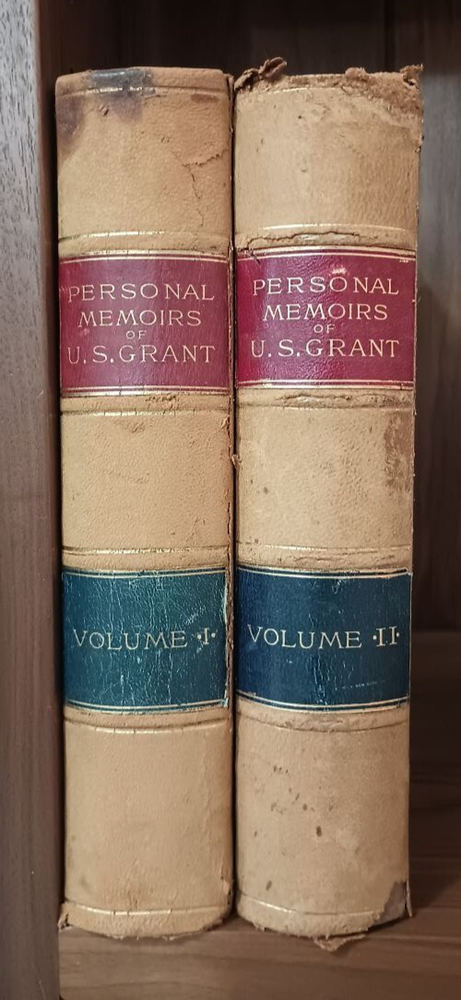 PERSONAL
MEMOIRS
OF
U.S.GRANT
VOLUME ·I·
PERSONAL
MEMOIRS
OF
U.S.GRANT
VOLUME ·II·